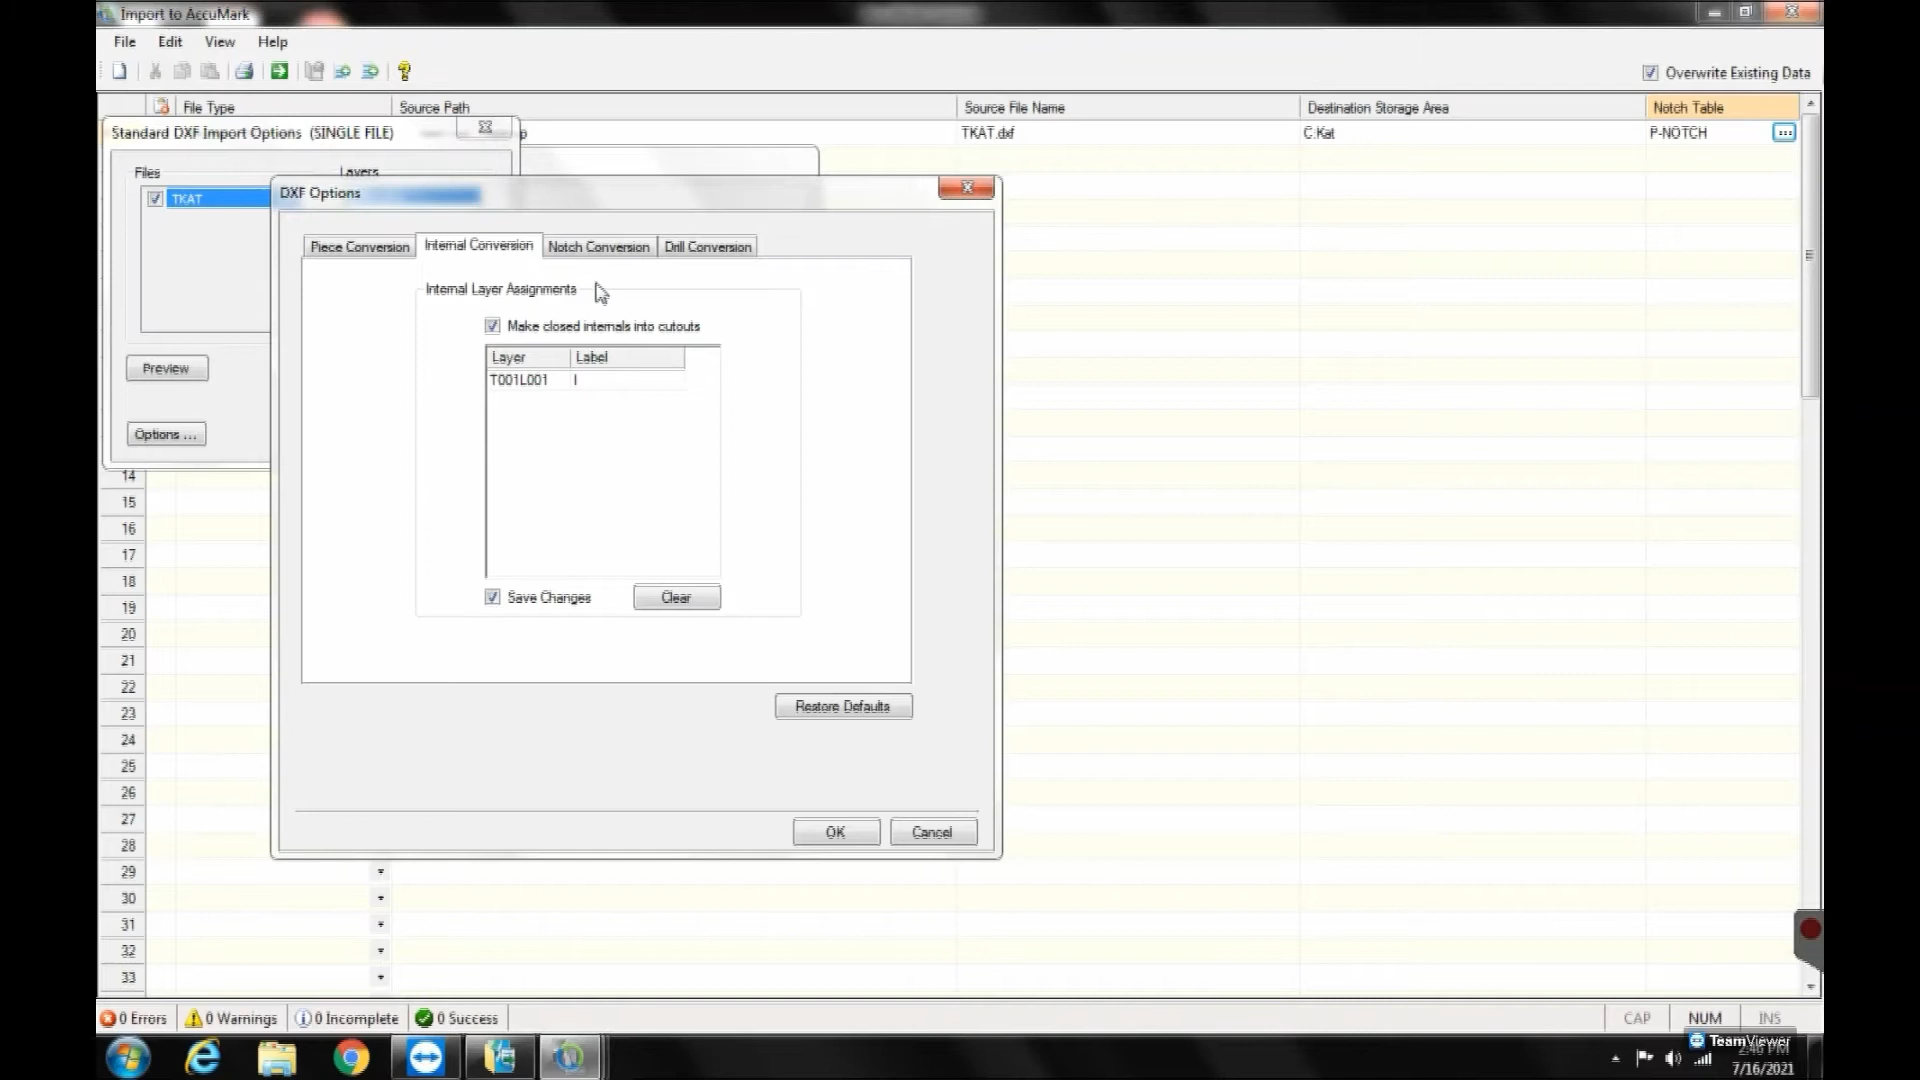 Import to AccuMark
File Edit View Help
Overwrite Existing Data
File Type Source Path Source File Name Destination Storage Area Notch Table
Standard DXF Import Options (SINGLE FILE)
p TKAT.dxf C:Kat P-NOTCH ...
Files Layers
TKAT
Preview
Options ...
DXF Options
Piece Conversion Internal Conversion Notch Conversion Drill Conversion
Internal Layer Assignments
Make closed internals into cutouts
Layer Label
T001L001 I
Save Changes Clear
Restore Defaults
OK Cancel
14
15
16
17
18
19
20
21
22
23
24
25
26
27
28
29
30
31
32
33
0 Errors 0 Warnings 0 Incomplete 0 Success
CAP NUM INS
TeamViewer
2:46 PM
7/16/2021